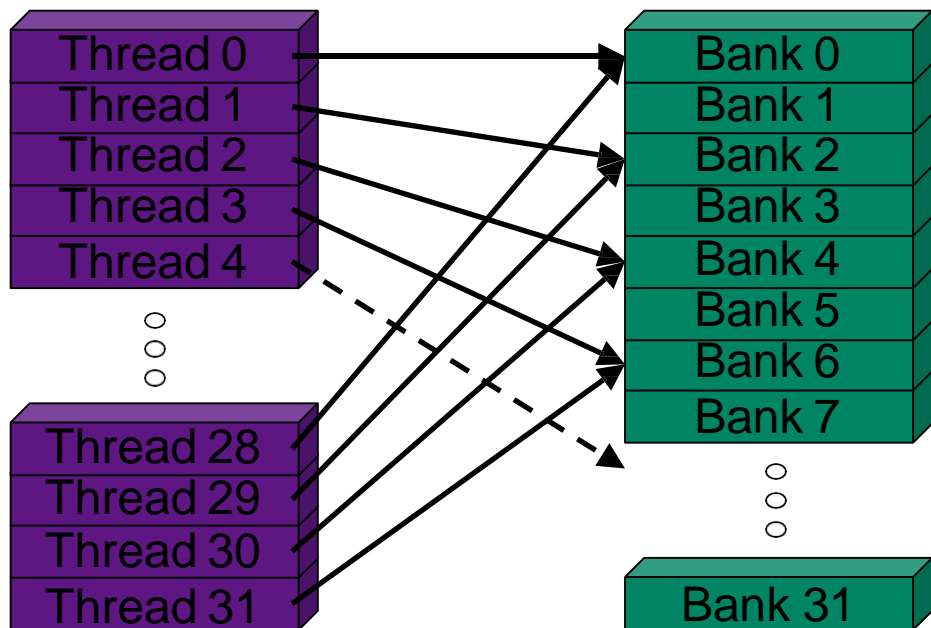 Thread 0
Thread 1
Thread 2
Thread 3
Thread 4
Thread 28
Thread 29
Thread 30
Thread 31
Bank 0
Bank 1
Bank 2
Bank 3
Bank 4
Bank 5
Bank 6
Bank 7
Bank 31